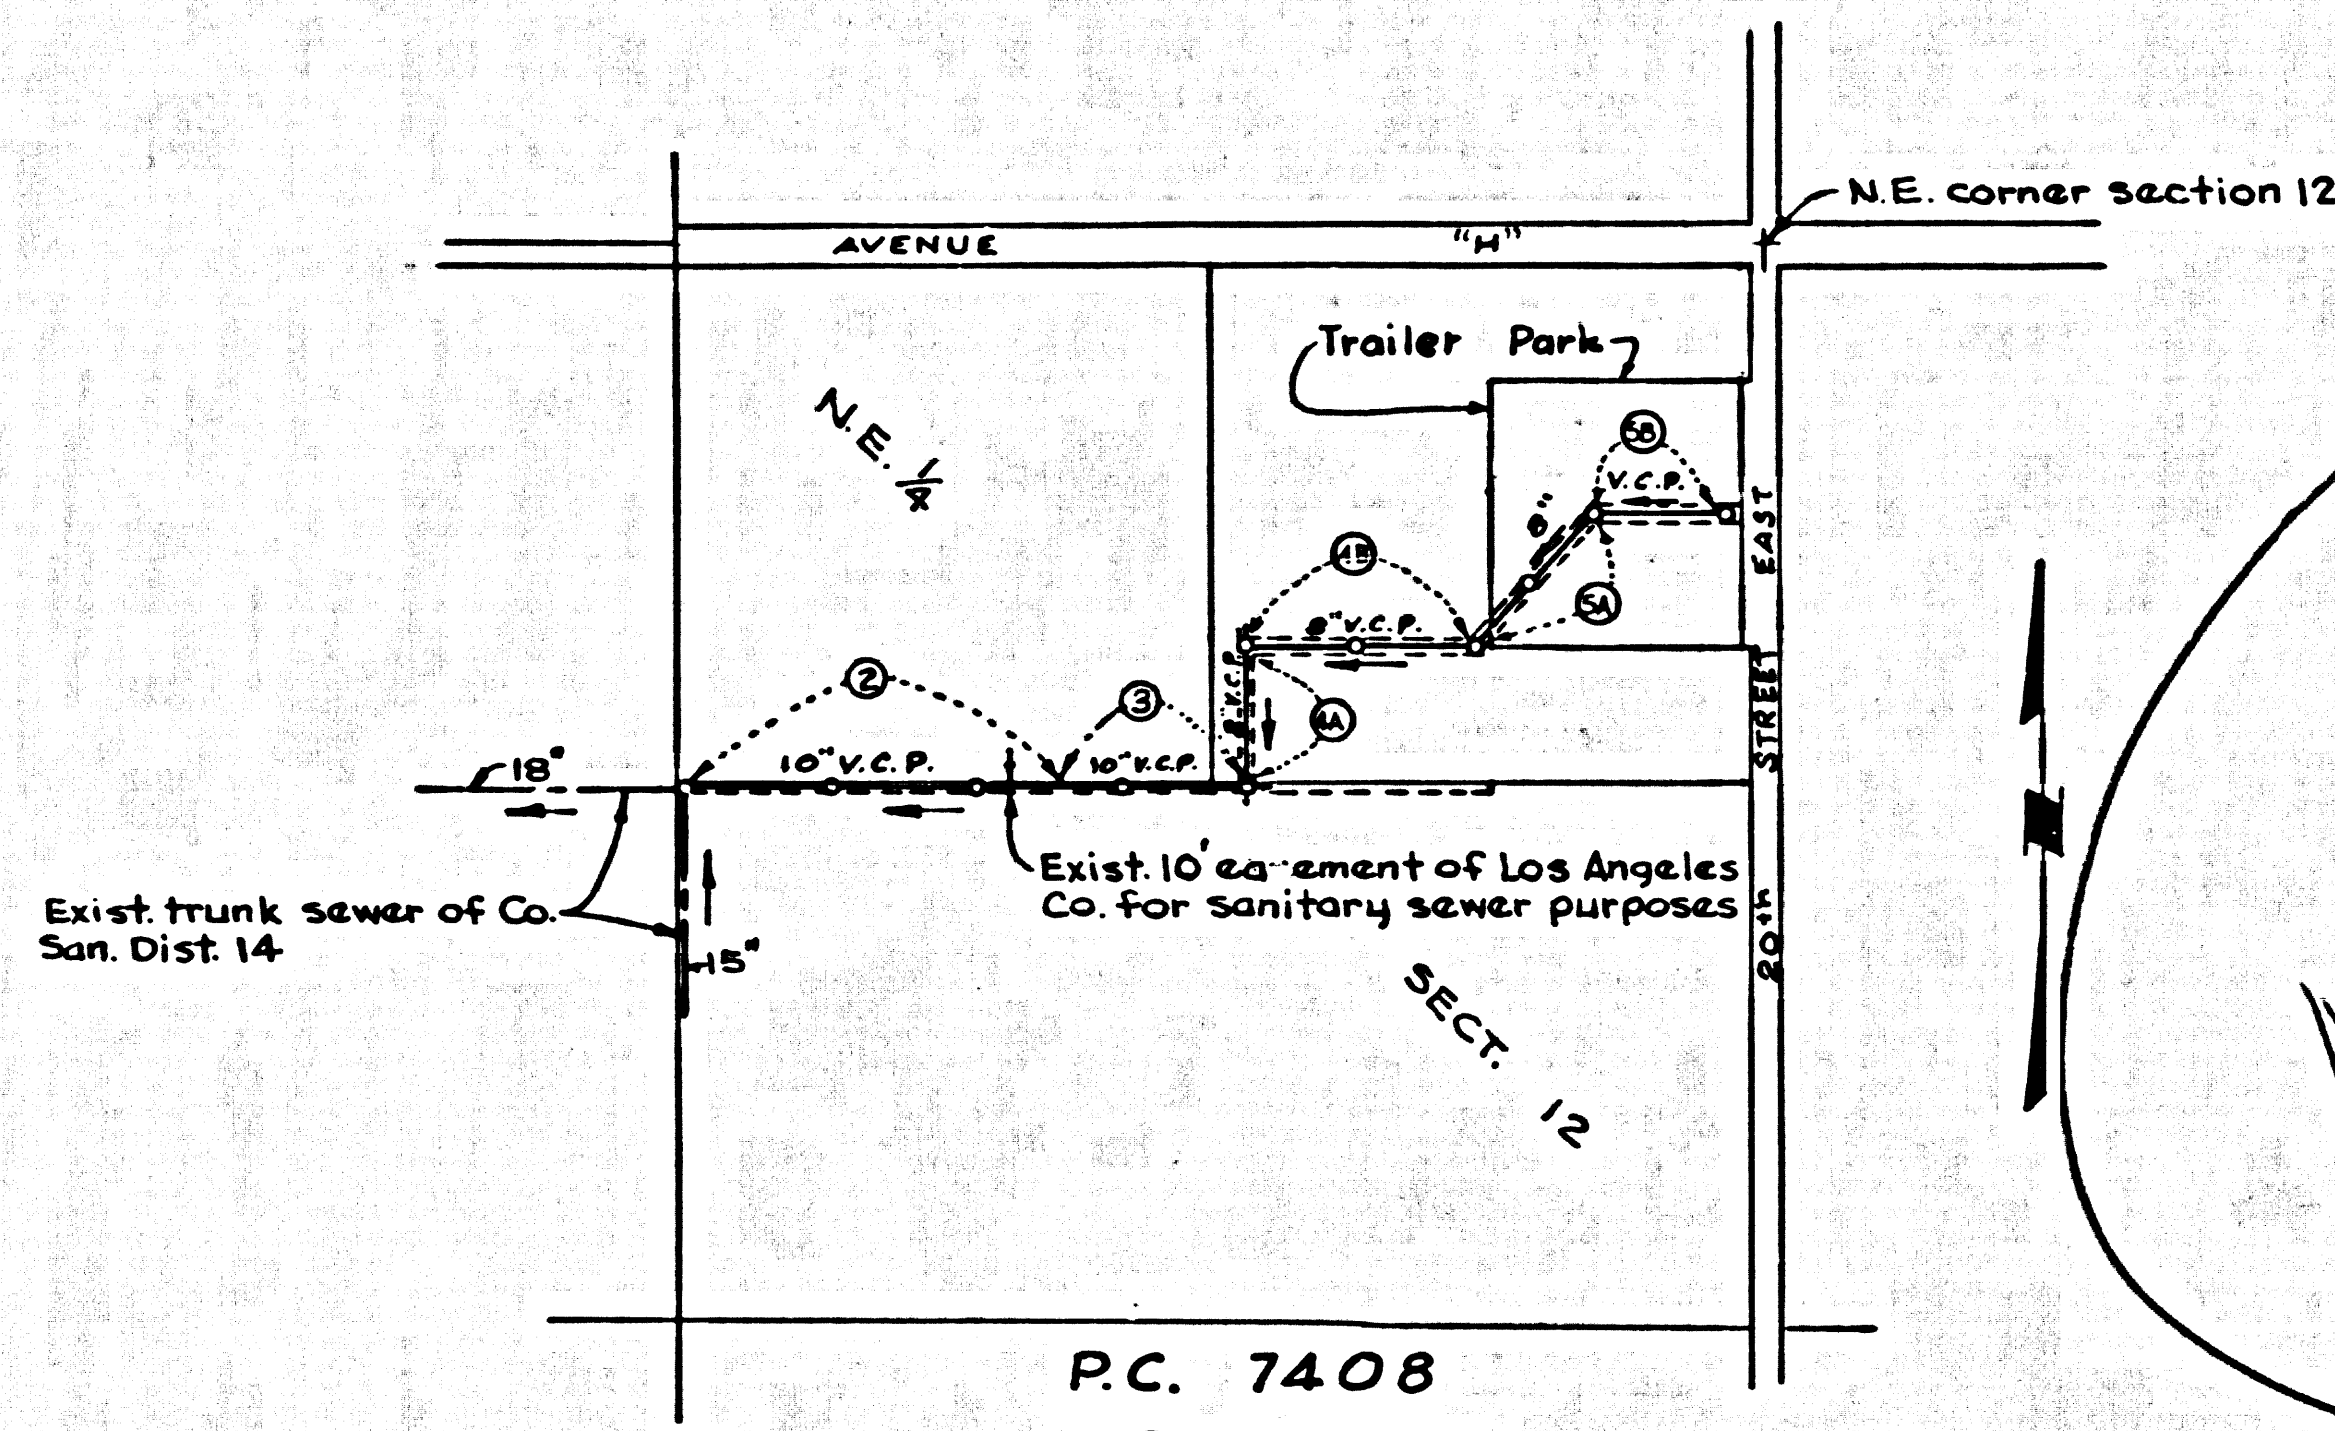 N.E. corner section 12
AVENUE "H"
Trailer Park
N.E. 1/4
5B
V.C.P.
8"
EAST
4B
5A
8" V.C.P.
2
3
V.C.P.
4A
STREET
18"
10" V.C.P.
10" V.C.P.
Exist. 10' easement of Los Angeles
Co. for sanitary sewer purposes
Exist. trunk sewer of Co.
San. Dist. 14
15"
20th
N
SECT.
12
P.C. 7408